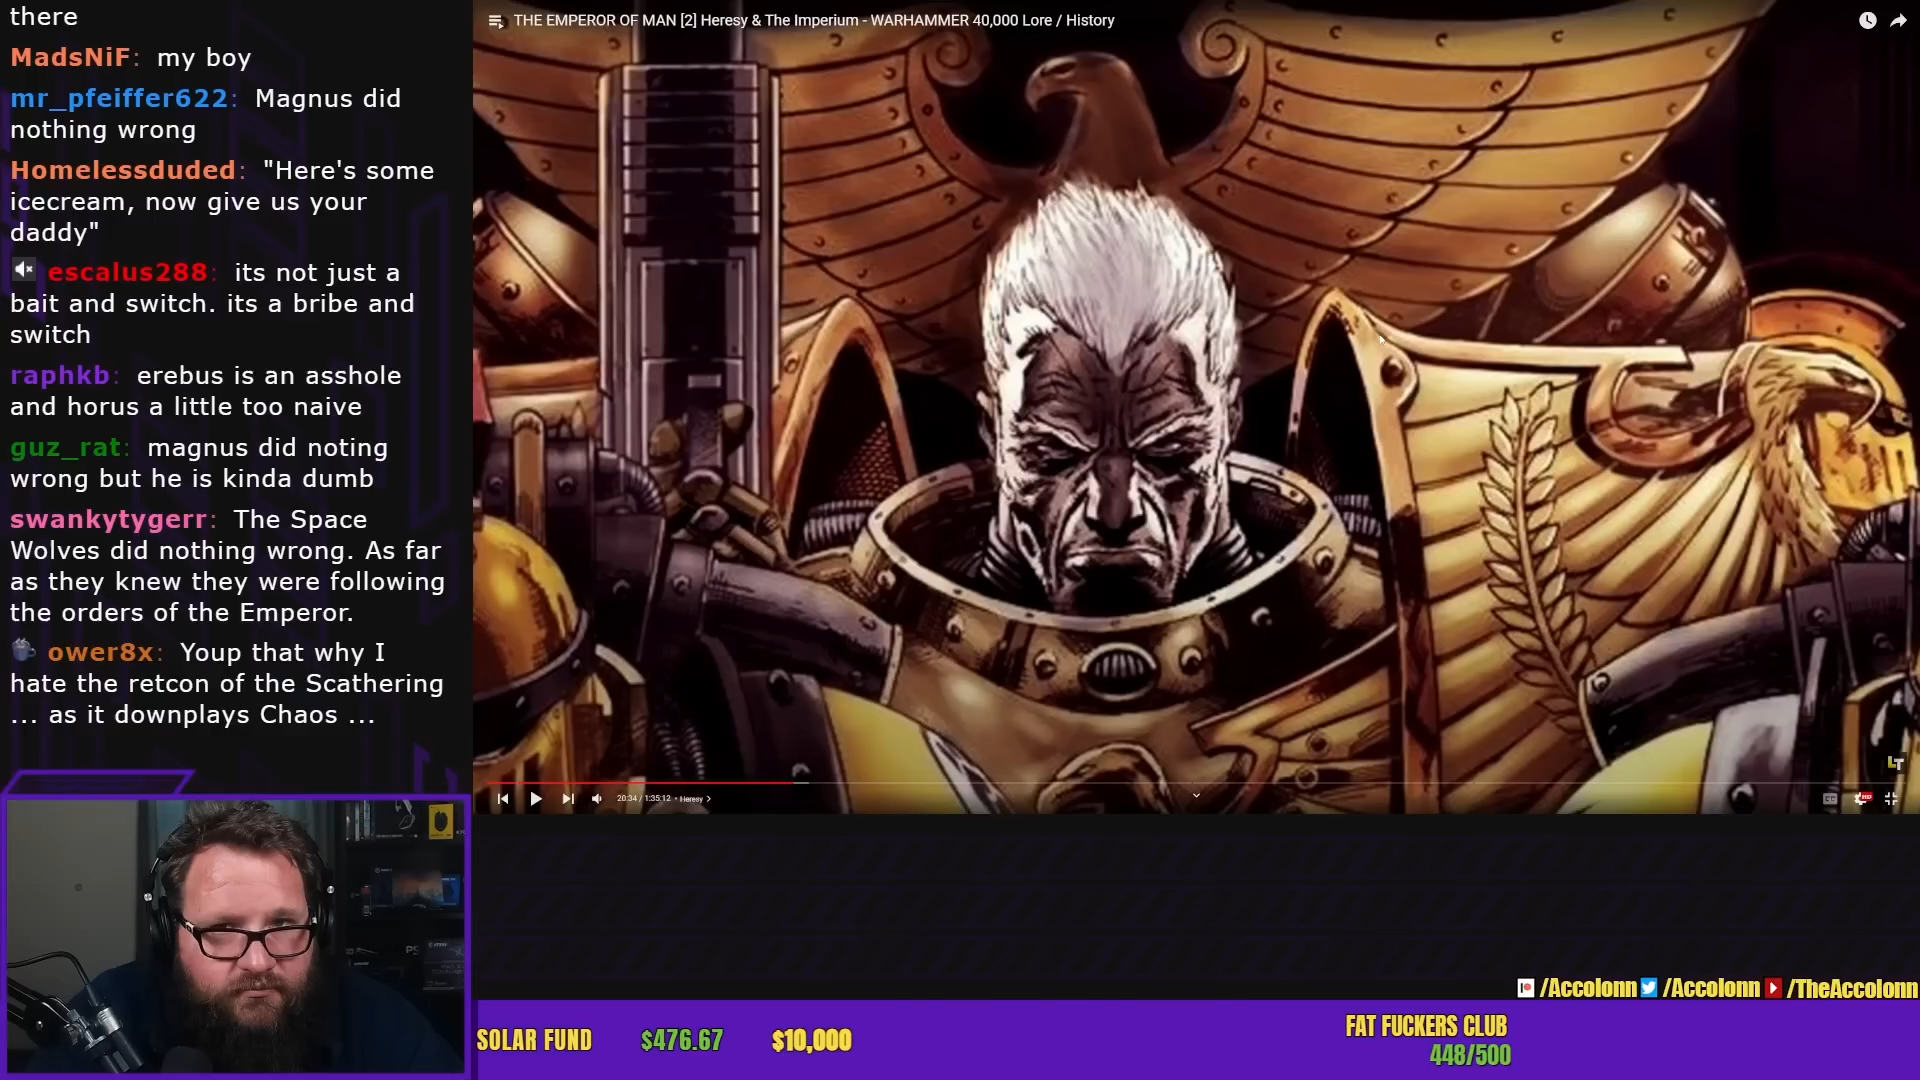 there
MadsNiF: my boy
mr_pfeiffer622: Magnus did
nothing wrong
Homelessduded: "Here's some
icecream, now give us your
daddy"
escalus288: its not just a
bait and switch. its a bribe and
switch
raphkb: erebus is an asshole
and horus a little too naive
guz_rat: magnus did noting
wrong but he is kinda dumb
swankytygerr: The Space
Wolves did nothing wrong. As far
as they knew they were following
the orders of the Emperor.
ower8x: Youp that why I
hate the retcon of the Scathering
... as it downplays Chaos ...
THE EMPEROR OF MAN [2] Heresy & The Imperium - WARHAMMER 40,000 Lore / History
LT
20:34 / 1:35:12 • Heresy >
CC
HD
/Accolonn /Accolonn /TheAccolonn
SOLAR FUND $476.67 $10,000
FAT FUCKERS CLUB
448/500